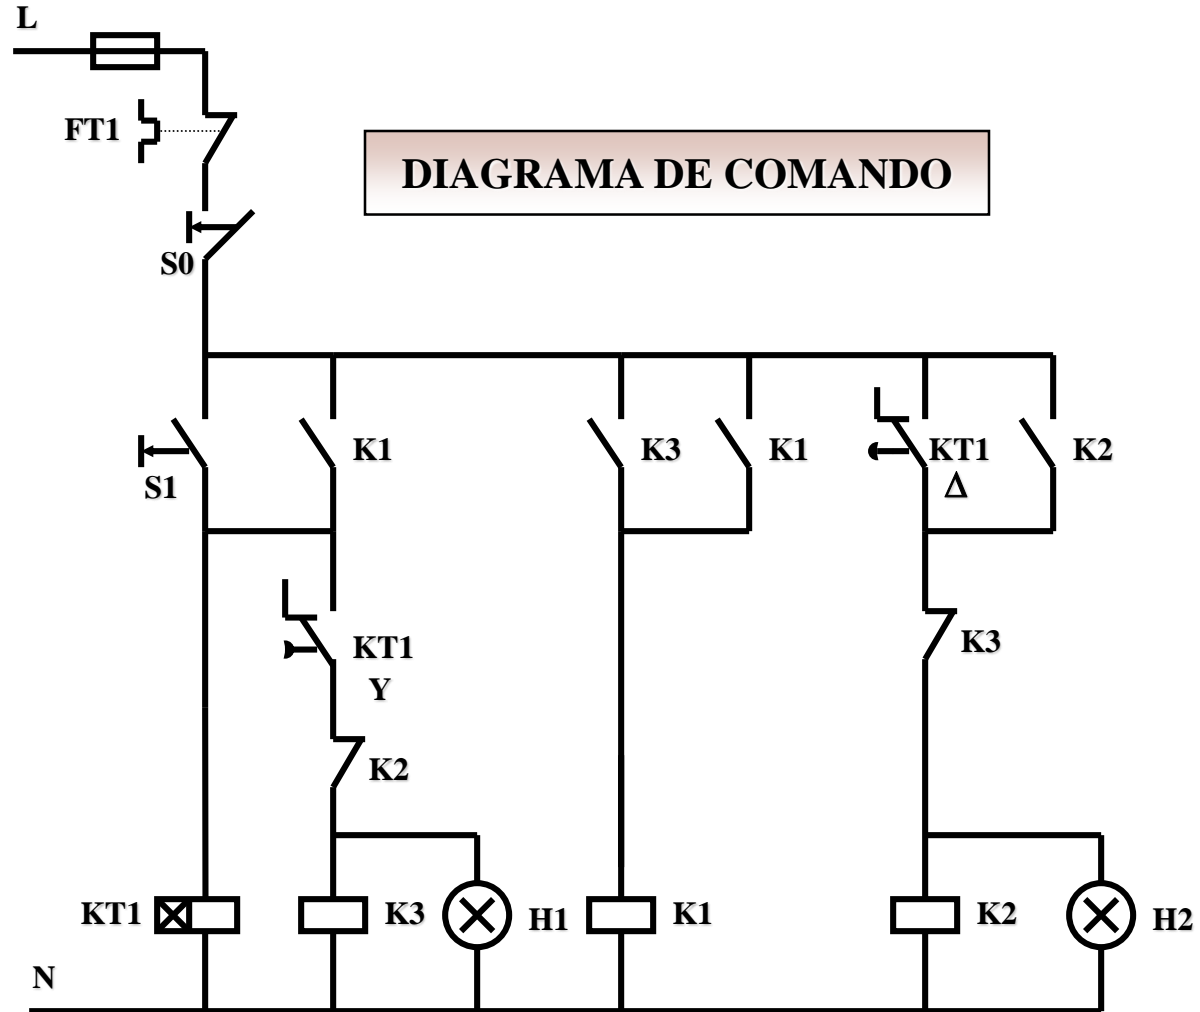 L
FT1
DIAGRAMA DE COMANDO
S0
S1
K1
K3
K1
KT1
Δ
K2
KT1
Y
K3
K2
KT1
K3
H1
K1
K2
H2
N